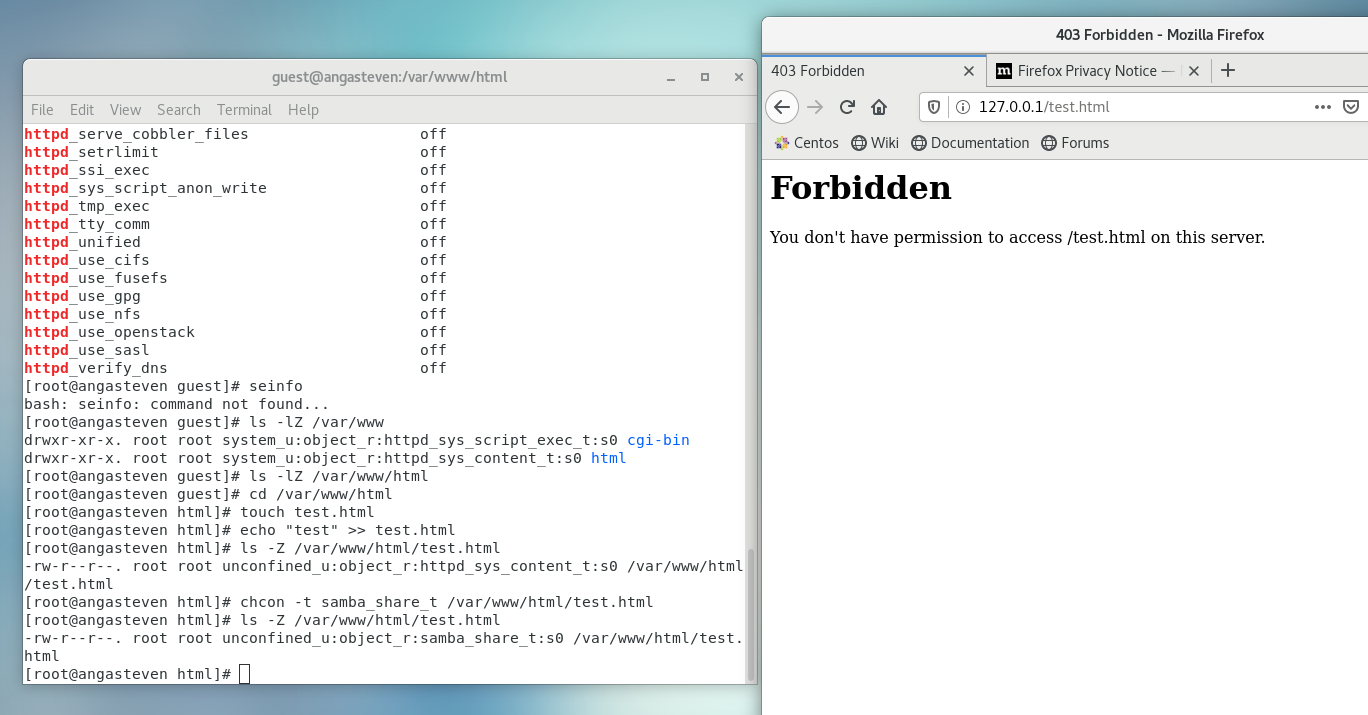 guest@angasteven:/var/www/html
File Edit View Search Terminal Help
httpd_serve_cobbler_files off
httpd_setrlimit off
httpd_ssi_exec off
httpd_sys_script_anon_write off
httpd_tmp_exec off
httpd_tty_comm off
httpd_unified off
httpd_use_cifs off
httpd_use_fusefs off
httpd_use_gpg off
httpd_use_nfs off
httpd_use_openstack off
httpd_use_sasl off
httpd_verify_dns off
[root@angasteven guest]# seinfo
bash: seinfo: command not found...
[root@angasteven guest]# ls -lZ /var/www
drwxr-xr-x. root root system_u:object_r:httpd_sys_script_exec_t:s0 cgi-bin
drwxr-xr-x. root root system_u:object_r:httpd_sys_content_t:s0 html
[root@angasteven guest]# ls -lZ /var/www/html
[root@angasteven guest]# cd /var/www/html
[root@angasteven html]# touch test.html
[root@angasteven html]# echo "test" >> test.html
[root@angasteven html]# ls -Z /var/www/html/test.html
-rw-r--r--. root root unconfined_u:object_r:httpd_sys_content_t:s0 /var/www/html
/test.html
[root@angasteven html]# chcon -t samba_share_t /var/www/html/test.html
[root@angasteven html]# ls -Z /var/www/html/test.html
-rw-r--r--. root root unconfined_u:object_r:samba_share_t:s0 /var/www/html/test.
html
[root@angasteven html]#
403 Forbidden - Mozilla Firefox
403 Forbidden
m Firefox Privacy Notice —
127.0.0.1/test.html
Centos Wiki Documentation Forums
Forbidden
You don't have permission to access /test.html on this server.